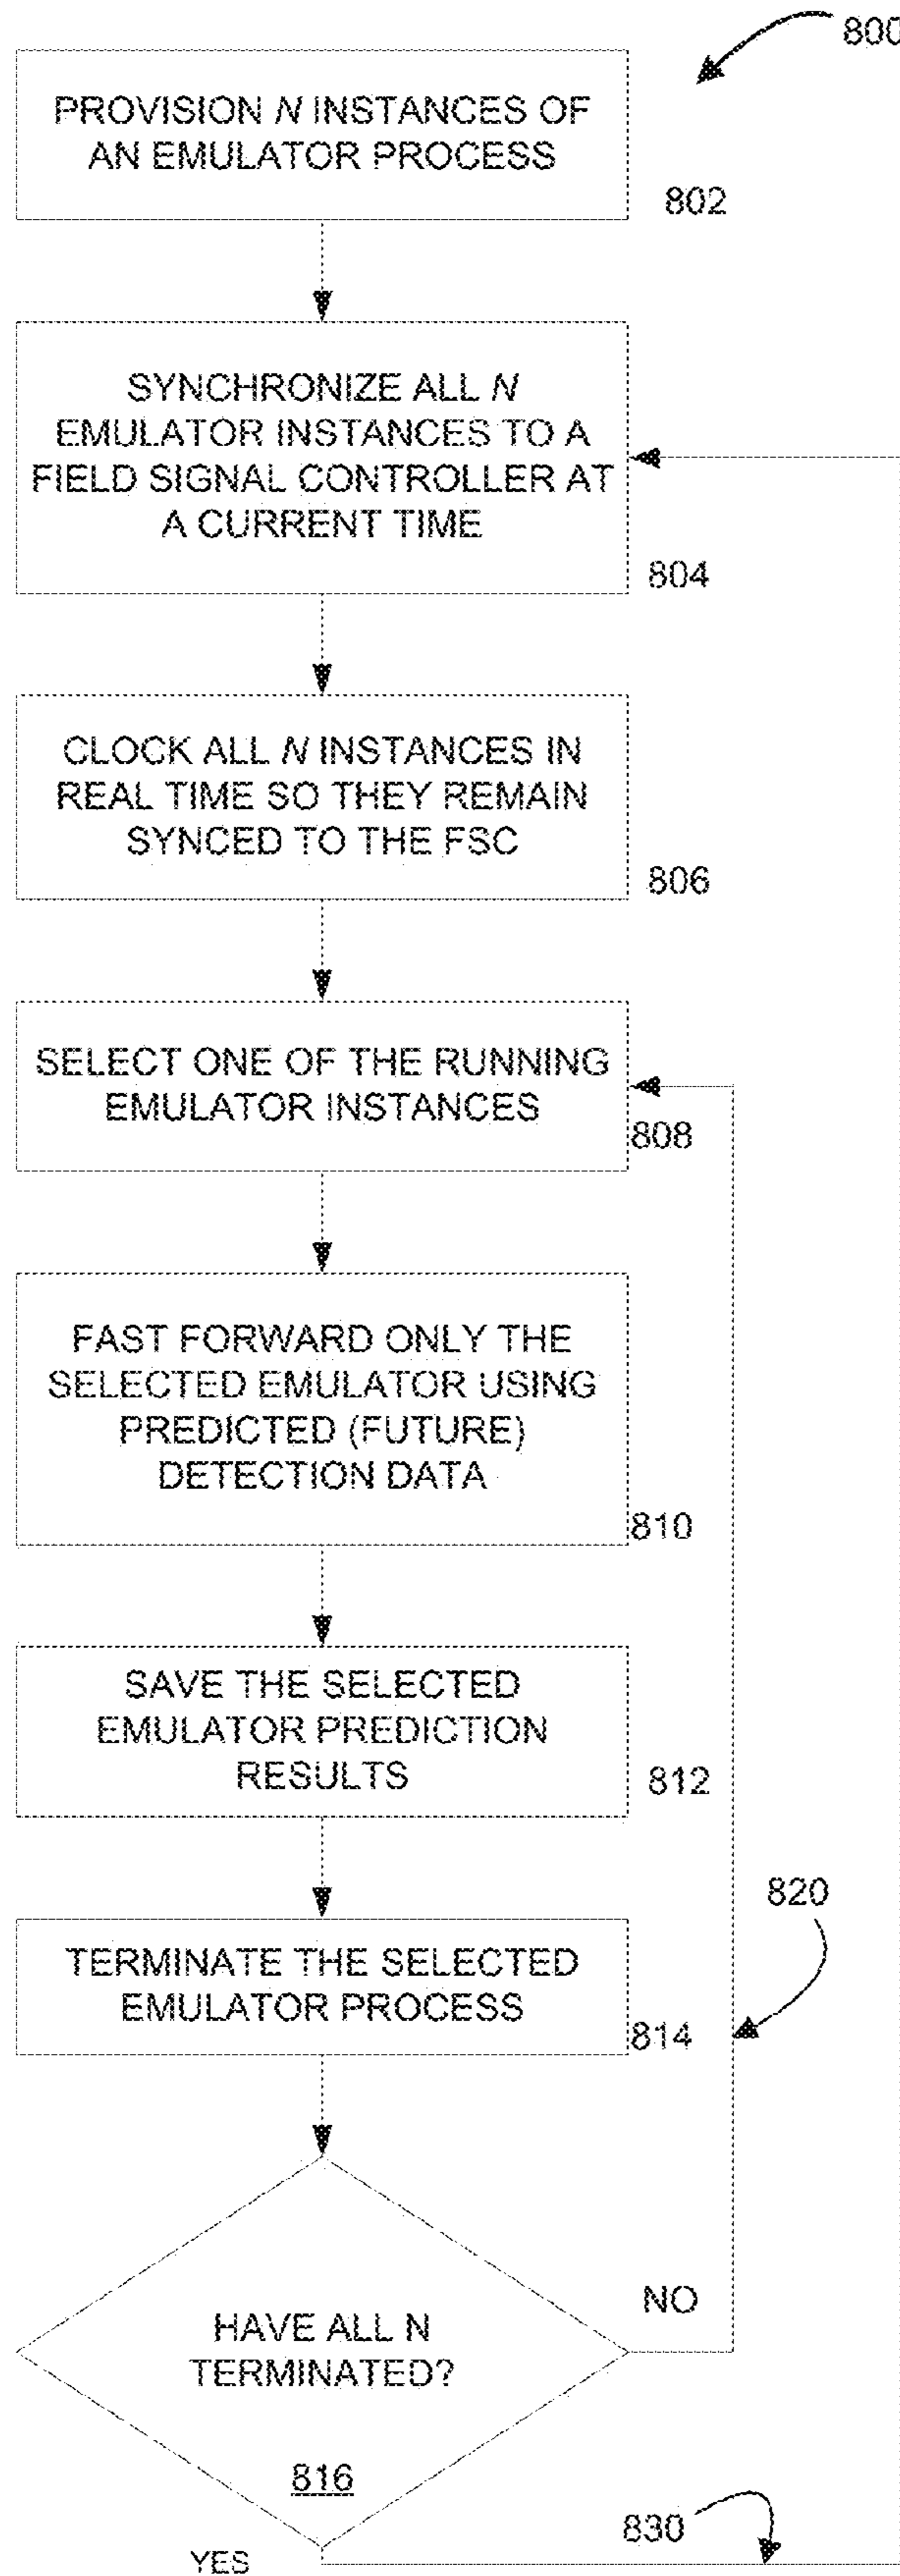 800
PROVISION N INSTANCES OF
AN EMULATOR PROCESS
802
SYNCHRONIZE ALL N
EMULATOR INSTANCES TO A
FIELD SIGNAL CONTROLLER AT
A CURRENT TIME
804
CLOCK ALL N INSTANCES IN
REAL TIME SO THEY REMAIN
SYNCED TO THE FSC
806
SELECT ONE OF THE RUNNING
EMULATOR INSTANCES
808
FAST FORWARD ONLY THE
SELECTED EMULATOR USING
PREDICTED (FUTURE)
DETECTION DATA
810
SAVE THE SELECTED
EMULATOR PREDICTION
RESULTS
812
820
TERMINATE THE SELECTED
EMULATOR PROCESS
814
NO
HAVE ALL N
TERMINATED?
816
830
YES